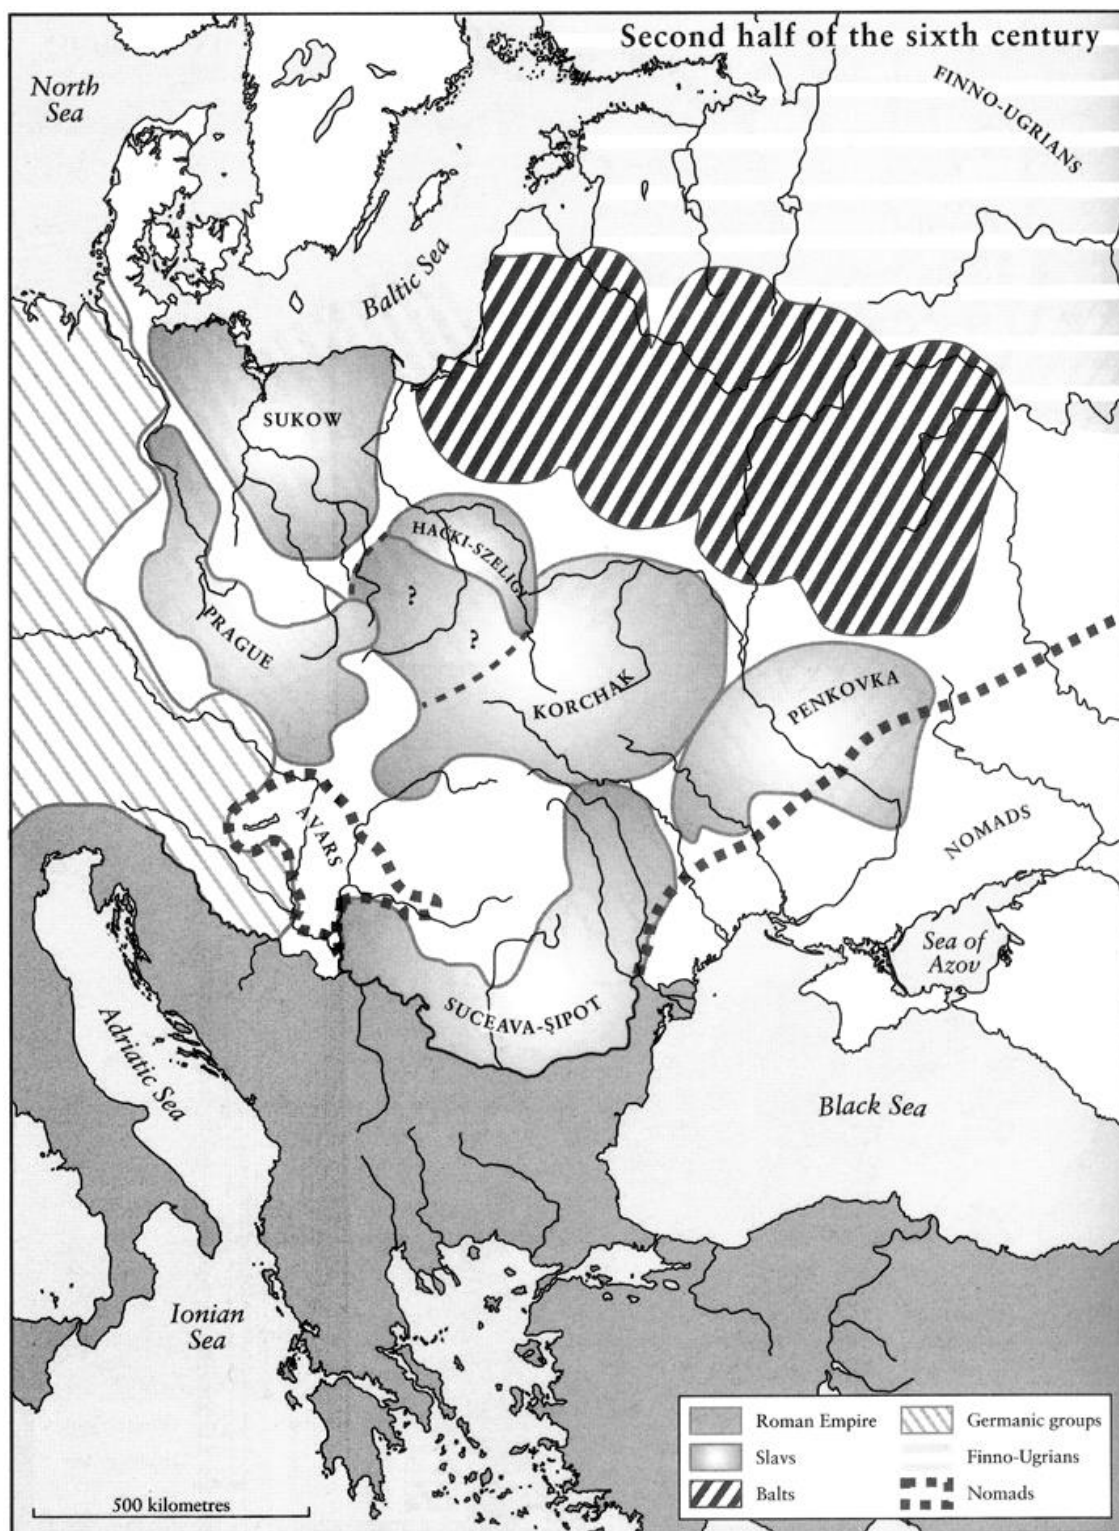 Second half of the sixth century
North
Sea
FINNO-UGRIANS
Baltic Sea
SUKOW
HAĆKI-SZELIGI
?
?
PRAGUE
KORCHAK
PENKOVKA
AVARS
NOMADS
Sea of
Azov
SUCEAVA-ŞIPOT
Adriatic Sea
Black Sea
Ionian
Sea
Roman Empire
Slavs
Balts
Germanic groups
Finno-Ugrians
Nomads
500 kilometres